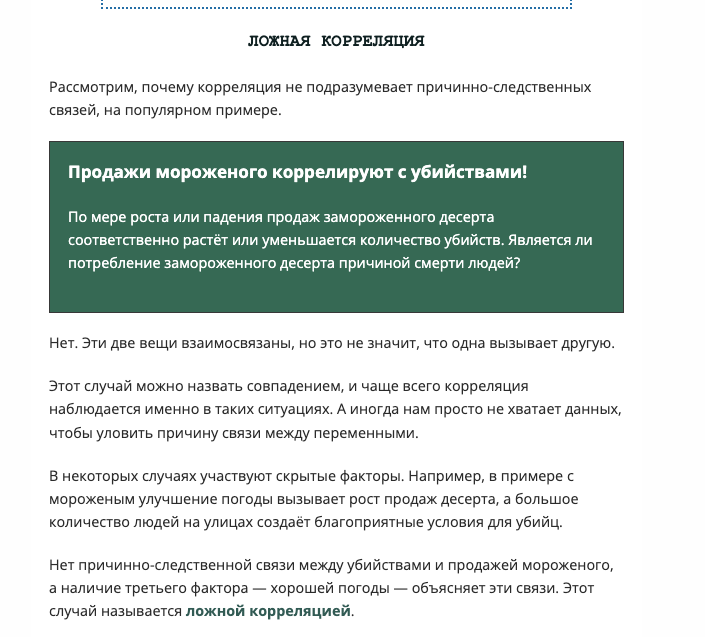 ЛОЖНАЯ КОРРЕЛЯЦИЯ
Рассмотрим, почему корреляция не подразумевает причинно-следственных
связей, на популярном примере.
Продажи мороженого коррелируют с убийствами!
По мере роста или падения продаж замороженного десерта
соответственно растёт или уменьшается количество убийств. Является ли
потребление замороженного десерта причиной смерти людей?
Нет. Эти две вещи взаимосвязаны, но это не значит, что одна вызывает другую.
Этот случай можно назвать совпадением, и чаще всего корреляция
наблюдается именно в таких ситуациях. А иногда нам просто не хватает данных,
чтобы уловить причину связи между переменными.
В некоторых случаях участвуют скрытые факторы. Например, в примере с
мороженым улучшение погоды вызывает рост продаж десерта, а большое
количество людей на улицах создаёт благоприятные условия для убийц.
Нет причинно-следственной связи между убийствами и продажей мороженого,
а наличие третьего фактора — хорошей погоды — объясняет эти связи. Этот
случай называется ложной корреляцией.